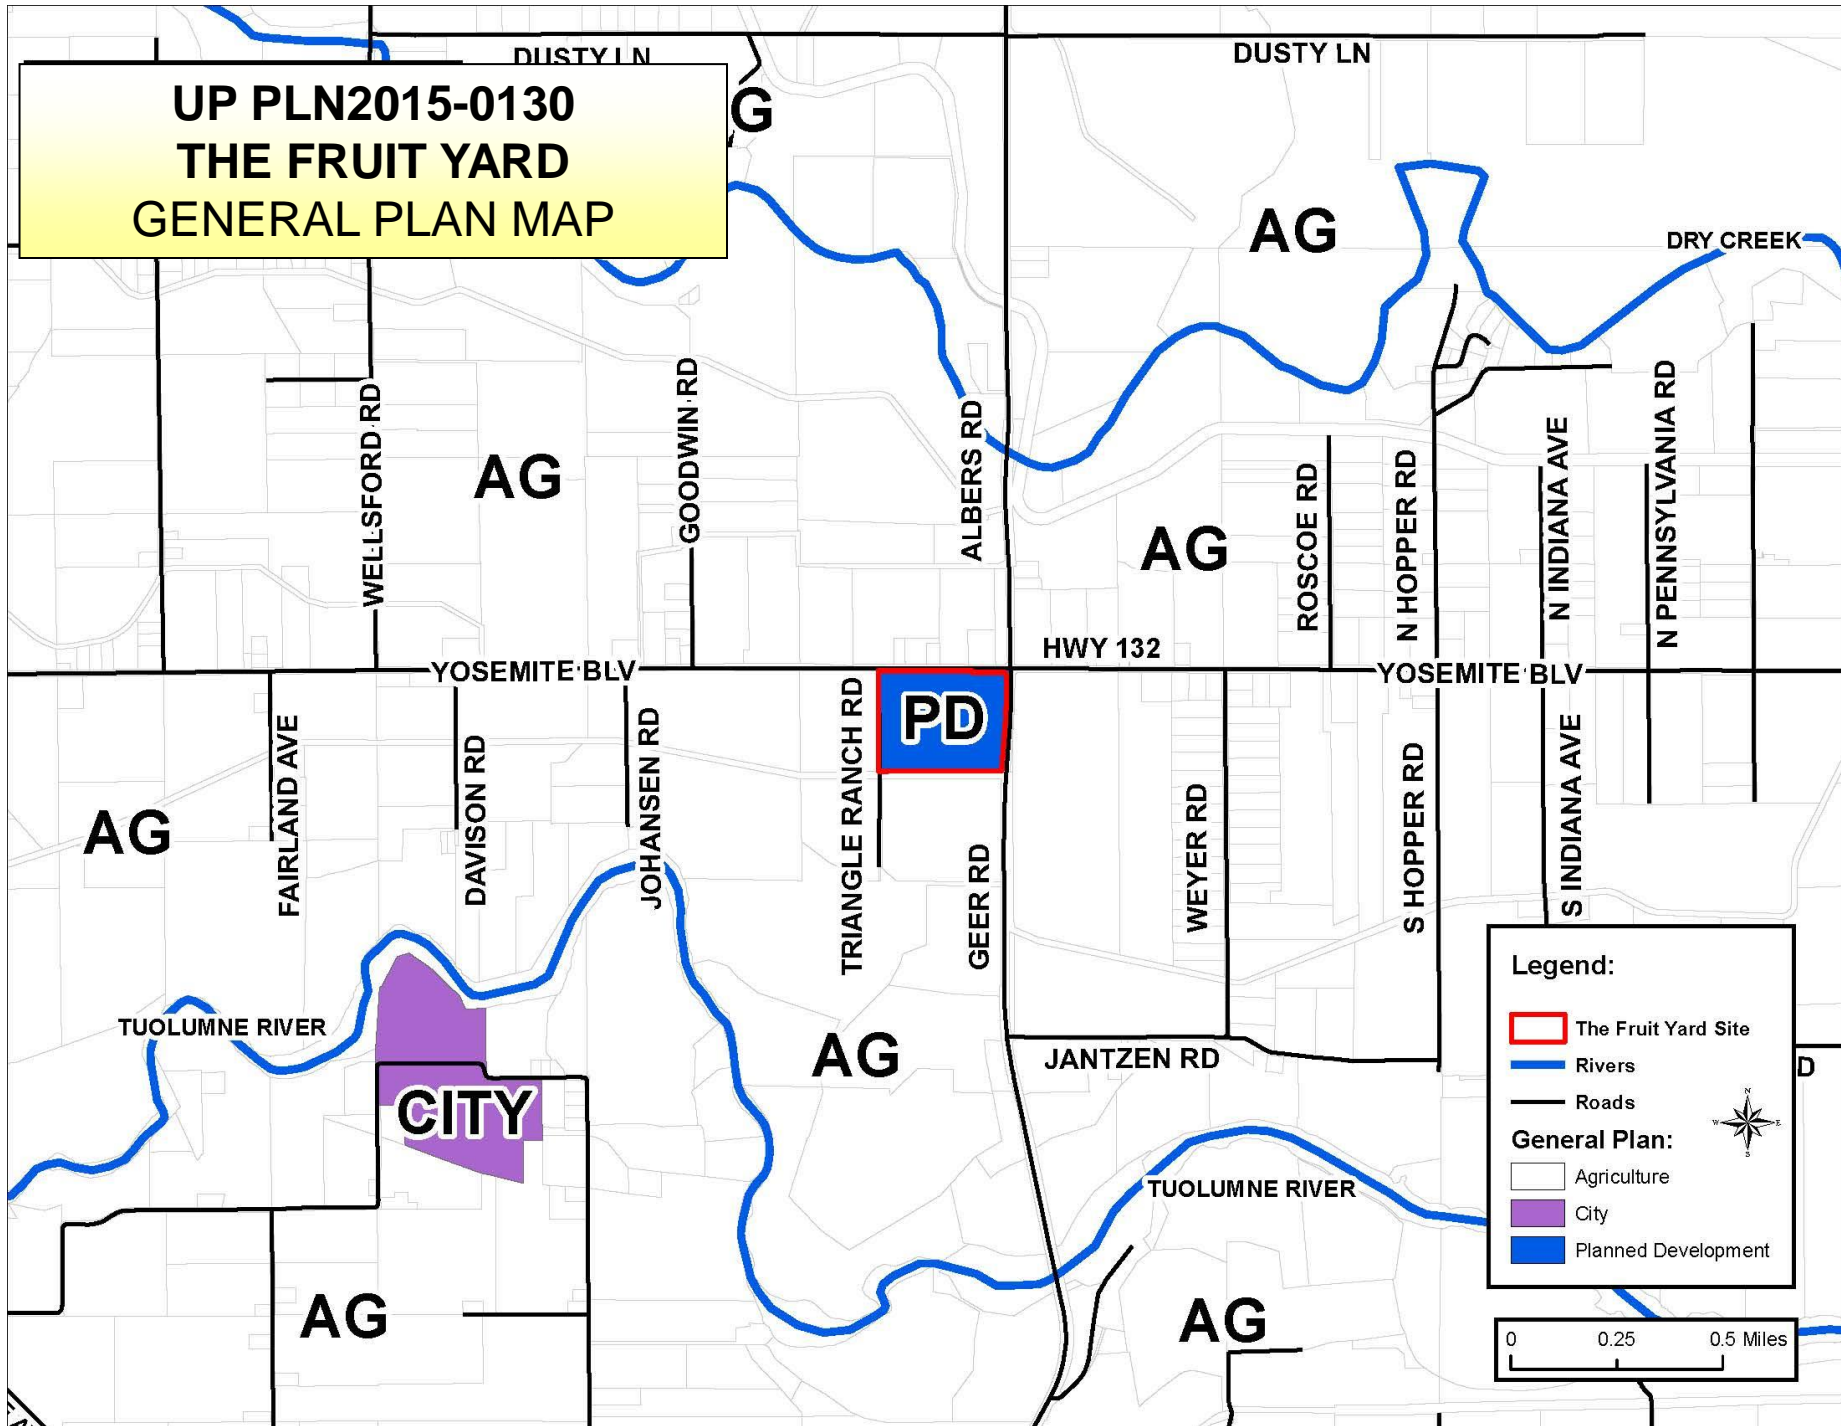 DUSTY LN
DUSTY LN
UP PLN2015-0130
THE FRUIT YARD
GENERAL PLAN MAP
G
AG
DRY CREEK
WELLSFORD RD
GOODWIN RD
ALBERS RD
AG
AG
ROSCOE RD
N HOPPER RD
N INDIANA AVE
N PENNSYLVANIA RD
HWY 132
YOSEMITE BLV
YOSEMITE BLV
PD
AG
FAIRLAND AVE
DAVISON RD
JOHANSEN RD
TRIANGLE RANCH RD
GEER RD
WEYER RD
S HOPPER RD
S INDIANA AVE
TUOLUMNE RIVER
AG
JANTZEN RD
D
CITY
TUOLUMNE RIVER
AG
AG
Legend:
The Fruit Yard Site
Rivers
Roads
N
W E
S
General Plan:
Agriculture
City
Planned Development
0 0.25 0.5 Miles